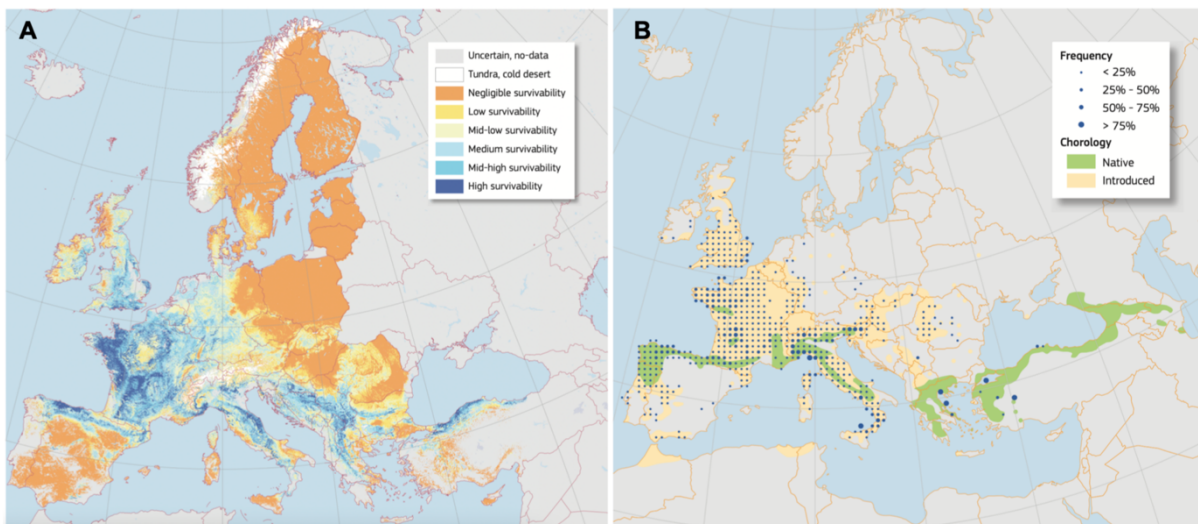 A
Uncertain, no-data
Tundra, cold desert
Negligible survivability
Low survivability
Mid-low survivability
Medium survivability
Mid-high survivability
High survivability
B
Frequency
< 25%
25% - 50%
50% - 75%
> 75%
Chorology
Native
Introduced